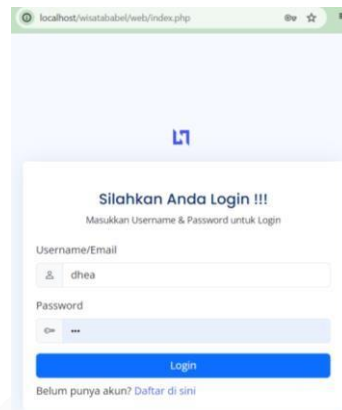 localhost/wisatababel/web/index.php
Silahkan Anda Login !!!
Masukkan Username & Password untuk Login
Username/Email
dhea
Password
•••
Login
Belum punya akun? Daftar di sini